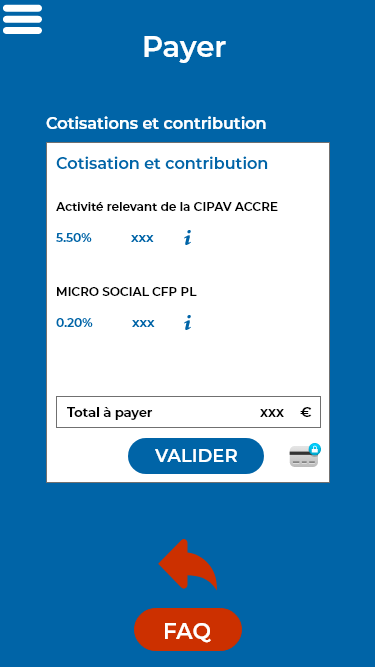 Payer
Cotisations et contribution
Cotisation et contribution
Activité relevant de la CIPAV ACCRE
5.50% xxx i
MICRO SOCIAL CFP PL
0.20% xxx i
Total à payer xxx €
VALIDER
FAQ